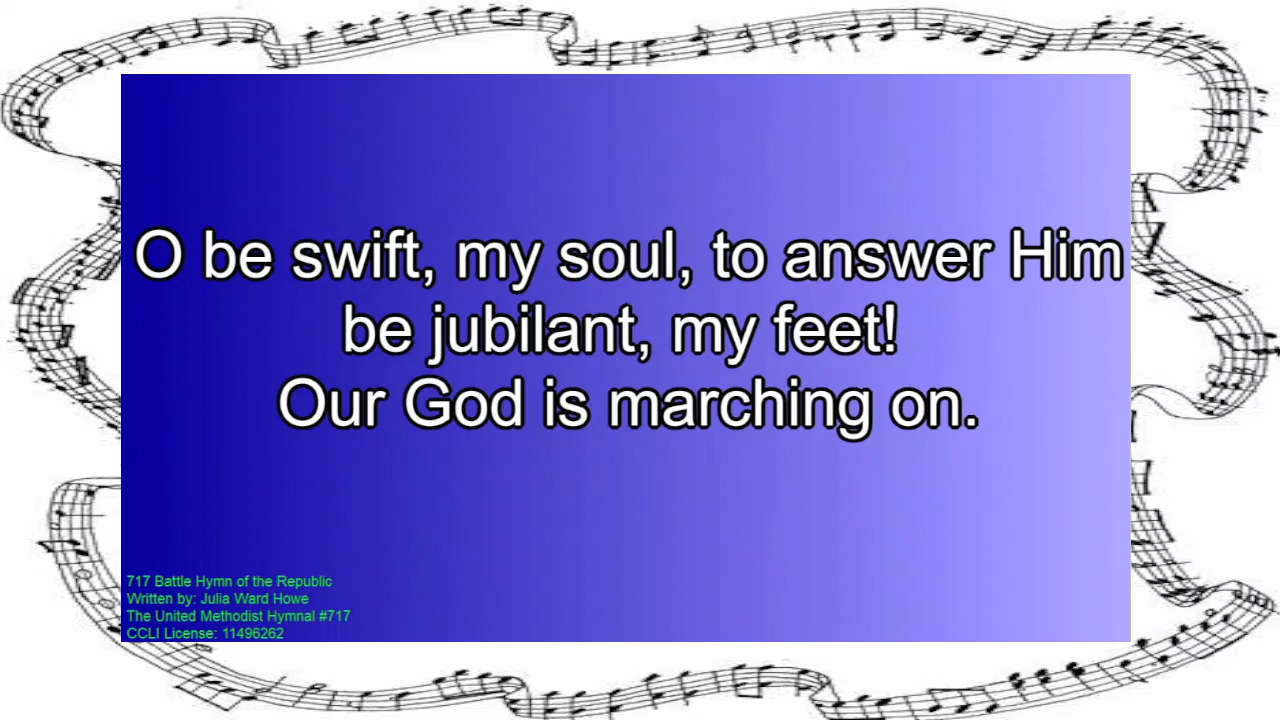 O be swift, my soul, to answer Him
be jubilant, my feet!
Our God is marching on.
717 Battle Hymn of the Republic
Written by: Julia Ward Howe
The United Methodist Hymnal #717
CCLI License: 11496262